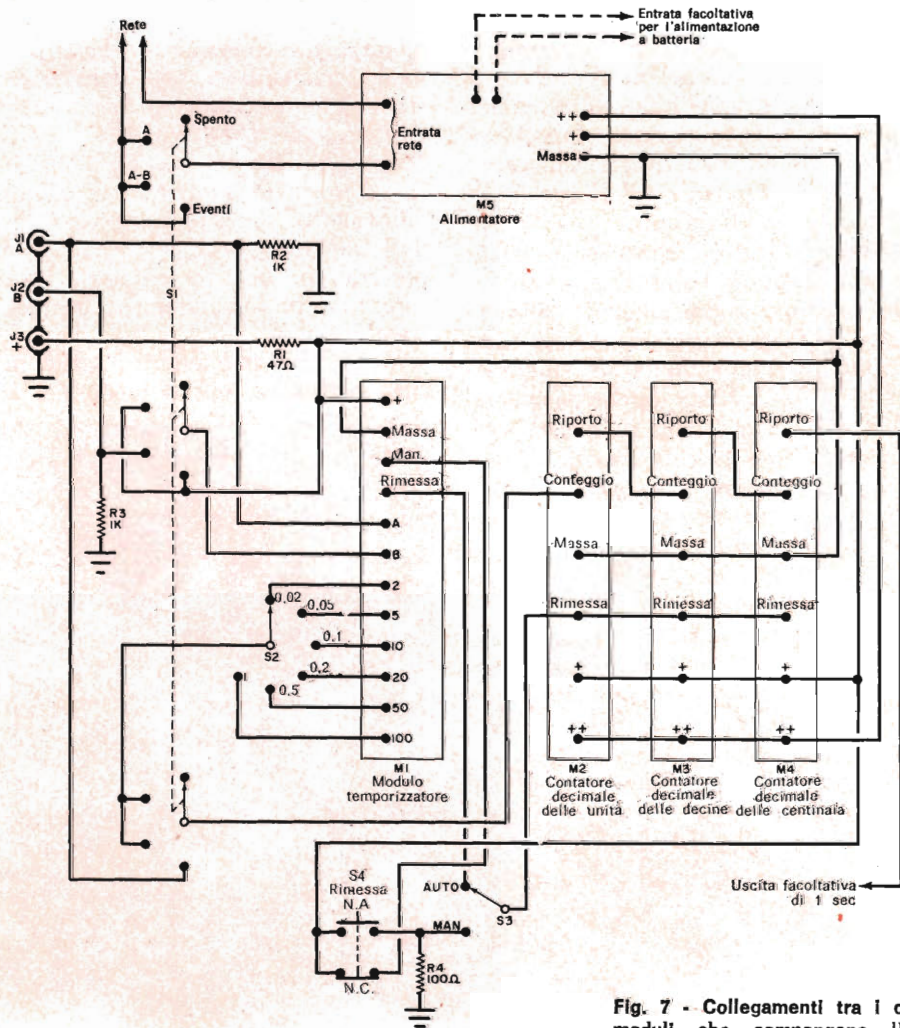 Rete
Entrata facoltativa
per l'alimentazione
a batteria
A
Spento
A-B
Eventi
Entrata
rete
++
+
Massa
M5
Alimentatore
J1
A
J2
B
J3
+
S1
R2
1K
R1
47Ω
R3
1K
+
Massa
Man.
Rimessa
A
B
2
5
10
20
50
100
0,02
0,05
0.1
0.2
0.5
1
S2
M1
Modulo
temporizzatore
Riporto
Riporto
Riporto
Conteggio
Conteggio
Conteggio
Massa
Massa
Massa
Rimessa
Rimessa
Rimessa
+
+
+
++
++
++
M2
Contatore
decimale
delle unità
M3
Contatore
decimale
delle decine
M4
Contatore
decimale
delle centinaia
S4
Rimessa
N.A
N.C.
AUTO
MAN
S3
R4
100Ω
Uscita facoltativa
di 1 sec
Fig. 7 - Collegamenti tra i
moduli che compongono